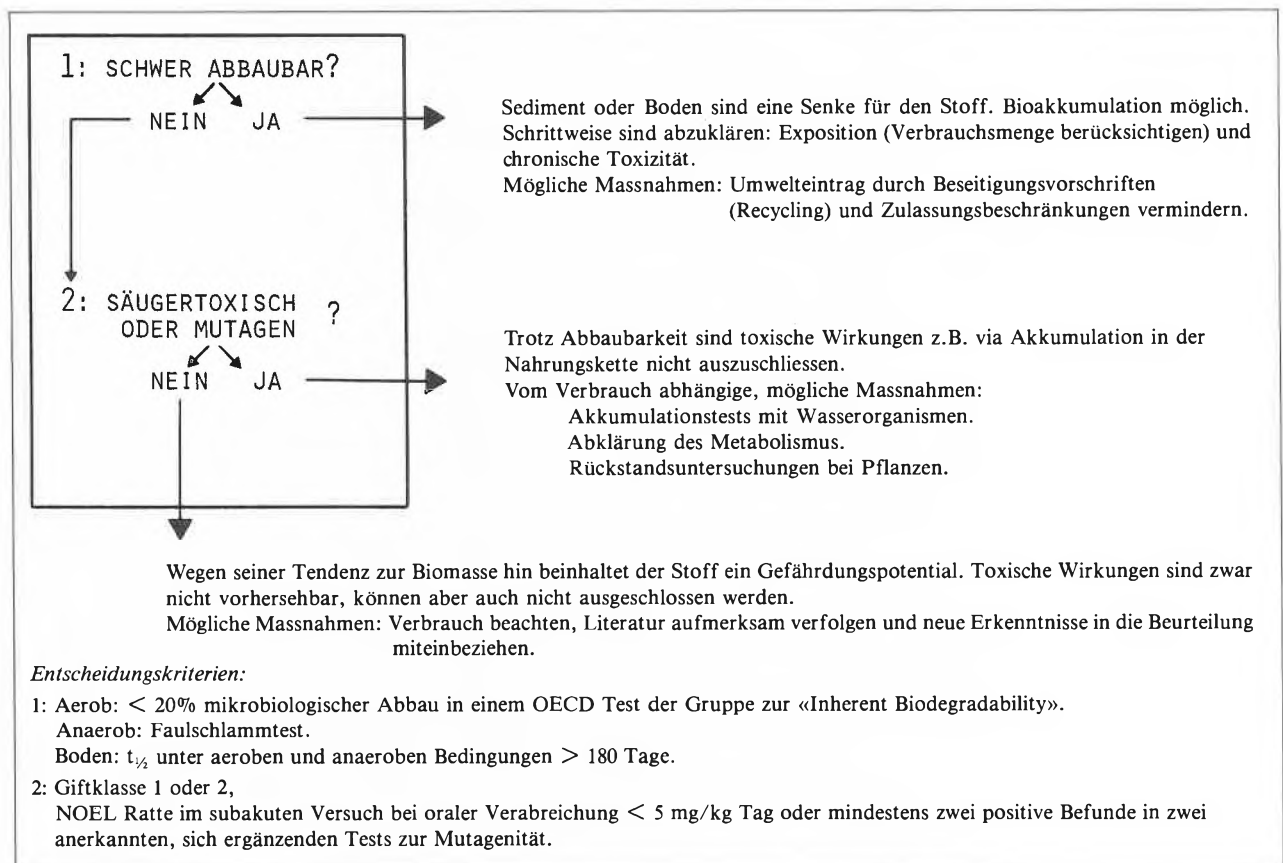 1: SCHWER ABBAUBAR?
NEIN JA
Sediment oder Boden sind eine Senke für den Stoff. Bioakkumulation möglich.
Schrittweise sind abzuklären: Exposition (Verbrauchsmenge berücksichtigen) und
chronische Toxizität.
Mögliche Massnahmen: Umwelteintrag durch Beseitigungsvorschriften
(Recycling) und Zulassungsbeschränkungen vermindern.
2: SÄUGERTOXISCH
ODER MUTAGEN ?
NEIN JA
Trotz Abbaubarkeit sind toxische Wirkungen z.B. via Akkumulation in der
Nahrungskette nicht auszuschliessen.
Vom Verbrauch abhängige, mögliche Massnahmen:
Akkumulationstests mit Wasserorganismen.
Abklärung des Metabolismus.
Rückstandsuntersuchungen bei Pflanzen.
Wegen seiner Tendenz zur Biomasse hin beinhaltet der Stoff ein Gefährdungspotential. Toxische Wirkungen sind zwar
nicht vorhersehbar, können aber auch nicht ausgeschlossen werden.
Mögliche Massnahmen: Verbrauch beachten, Literatur aufmerksam verfolgen und neue Erkenntnisse in die Beurteilung
miteinbeziehen.
Entscheidungskriterien:
1: Aerob: < 20% mikrobiologischer Abbau in einem OECD Test der Gruppe zur «Inherent Biodegradability».
Anaerob: Faulschlammtest.
Boden: t½ unter aeroben und anaeroben Bedingungen > 180 Tage.
2: Giftklasse 1 oder 2,
NOEL Ratte im subakuten Versuch bei oraler Verabreichung < 5 mg/kg Tag oder mindestens zwei positive Befunde in zwei
anerkannten, sich ergänzenden Tests zur Mutagenität.